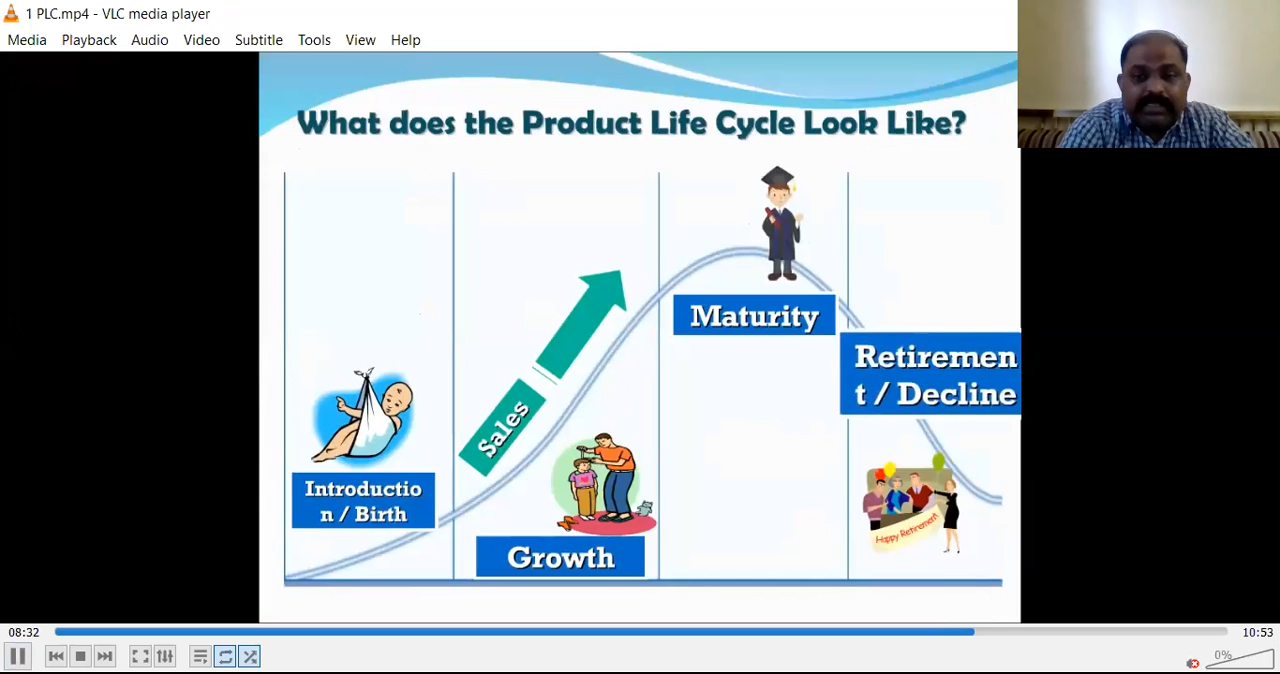 1 PLC.mp4 - VLC media player
Media Playback Audio Video Subtitle Tools View Help
What does the Product Life Cycle Look Like?
Maturity
Retiremen
t / Decline
Sales
Introductio
n / Birth
Growth
Happy Retirement
08:32
10:53
0%